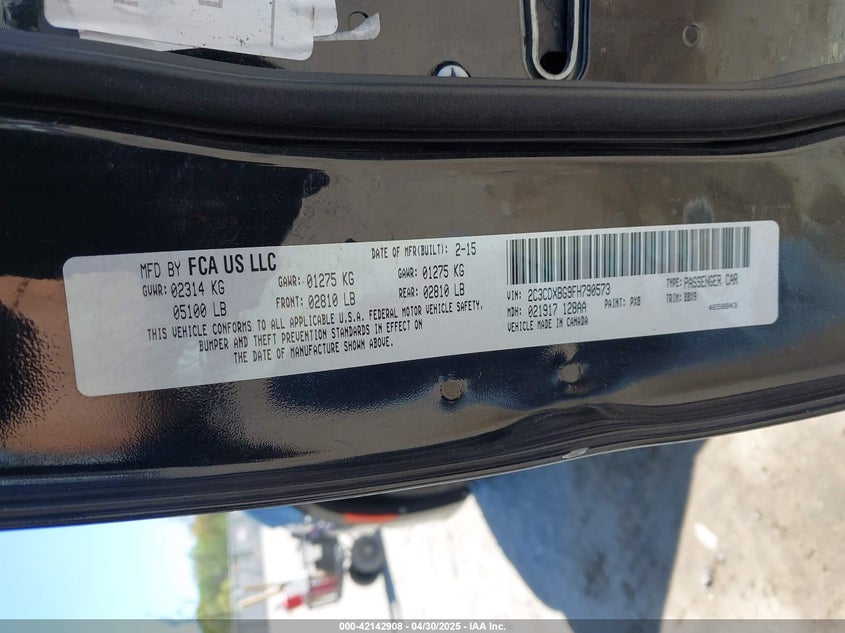 MFD BY FCA US LLC
DATE OF MFR(BUILT): 2-15
GVWR: 02314 KG
GAWR: 01275 KG
GAWR: 01275 KG
05100 LB
FRONT: 02810 LB
REAR: 02810 LB
THIS VEHICLE CONFORMS TO ALL APPLICABLE U.S.A. FEDERAL MOTOR VEHICLE SAFETY,
BUMPER AND THEFT PREVENTION STANDARDS IN EFFECT ON
THE DATE OF MANUFACTURE SHOWN ABOVE.
VIN: 2C3CDXBG9FH790573
TYPE: PASSENGER CAR
MDH: 021917 128AA
PAINT: PX8
TRIM: BBX9
VEHICLE MADE IN CANADA
4658043
000-42142908 - 04/30/2025 - IAA Inc.